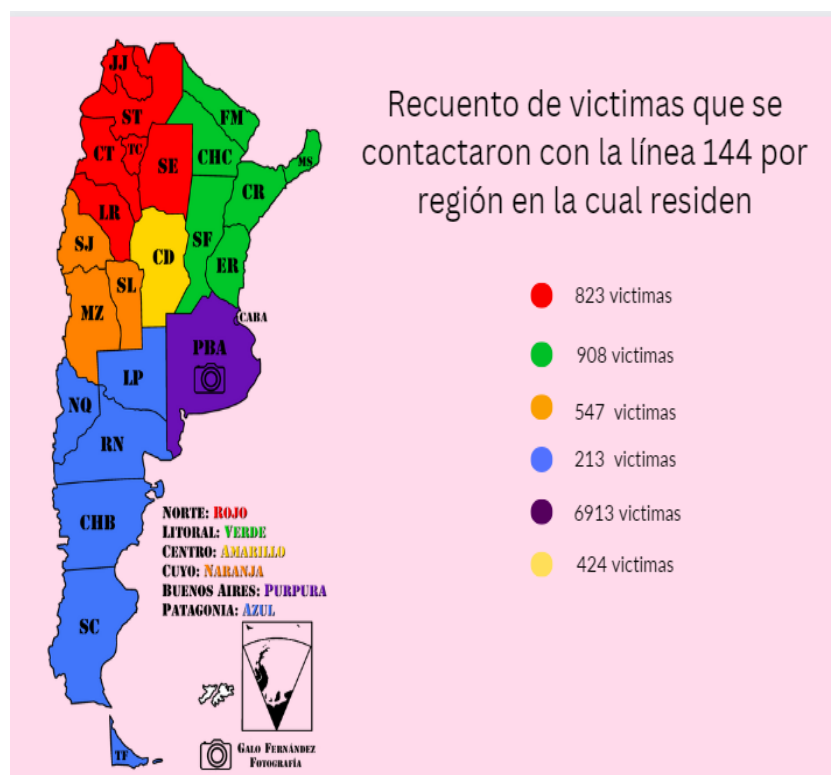 Recuento de victimas que se
contactaron con la línea 144 por
región en la cual residen
823 victimas
908 victimas
547 victimas
213 victimas
6913 victimas
424 victimas
JJ
ST
FM
CT
TC
SE
CHC
MS
LR
CR
SJ
CD
SF
ER
SL
MZ
CABA
PBA
LP
NQ
RN
CHB
SC
TF
NORTE: ROJO
LITORAL: VERDE
CENTRO: AMARILLO
CUYO: NARANJA
BUENOS AIRES: PURPURA
PATAGONIA: AZUL
GALO FERNÁNDEZ
FOTOGRAFÍA